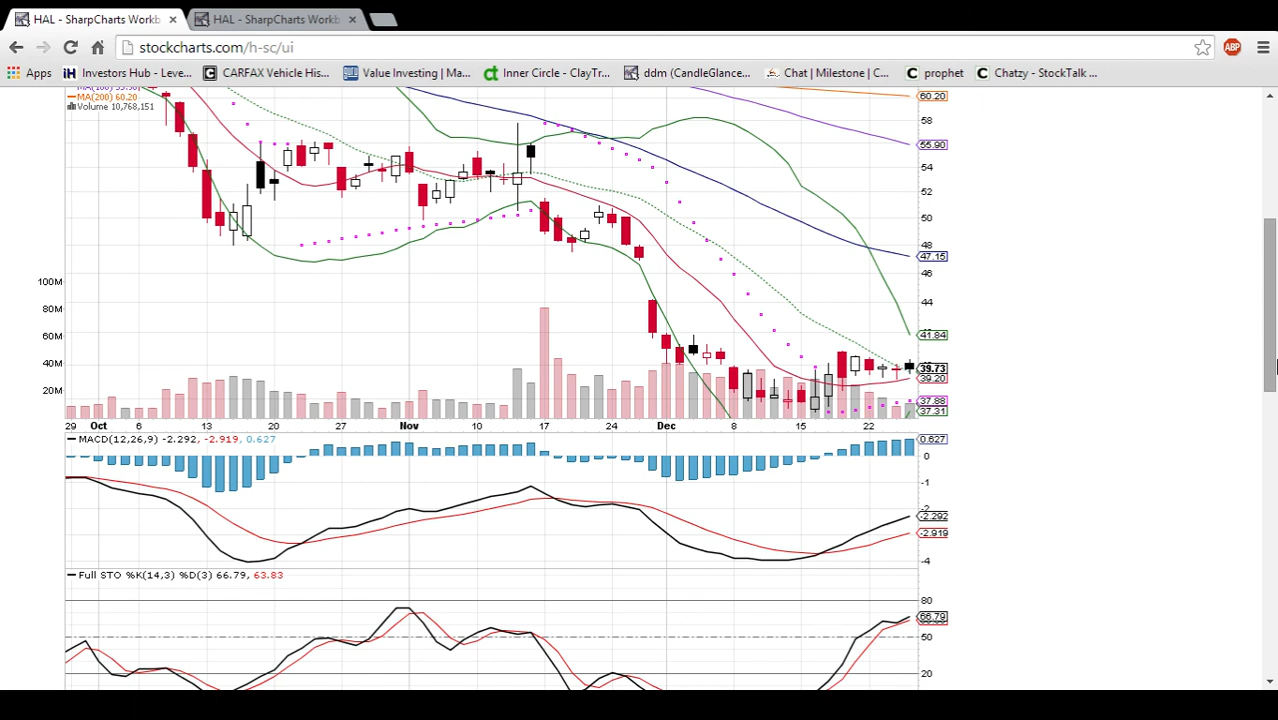 HAL - SharpCharts Workb
HAL - SharpCharts Workb
stockcharts.com/h-sc/ui
ABP
Apps
Investors Hub - Leve...
CARFAX Vehicle His...
Value Investing | Ma...
Inner Circle - ClayTr...
ddm (CandleGlance...
Chat | Milestone | C...
prophet
Chatzy - StockTalk ...
MA(200) 60.20
Volume 10,768,151
60.20
58
55.90
54
52
50
48
47.15
46
44
41.84
39.73
39.20
37.88
37.31
100M
80M
60M
40M
20M
29 Oct 6 13 20 27 Nov 10 17 24 Dec 8 15 22
MACD(12,26,9) -2.292, -2.919, 0.627
0.627
0
-1
-2
-2.292
-2.919
-4
Full STO %K(14,3) %D(3) 66.79, 63.83
80
66.79
50
20